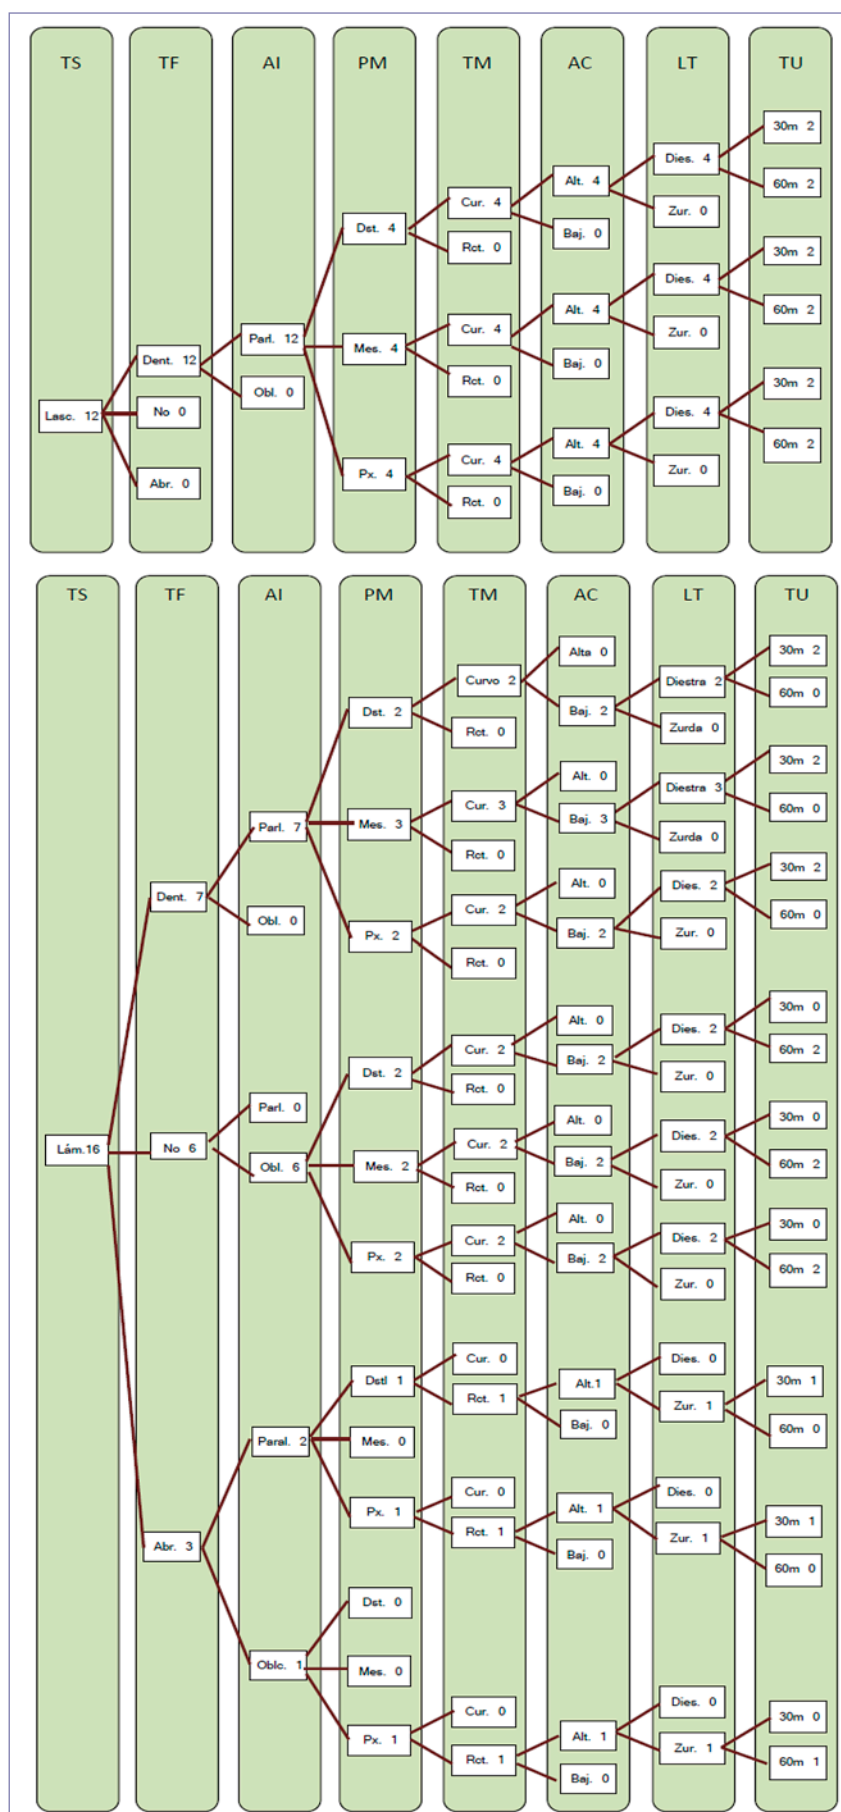 TS TF AI PM TM AC LT TU
30m 2
Dies. 4
Alt. 4
60m 2
Cur. 4
Zur. 0
Dst. 4
Baj. 0
Rct. 0
30m 2
Dies. 4
Alt. 4
60m 2
Cur. 4
Zur. 0
Parl. 12
Mes. 4
Dent. 12
Baj. 0
Rct. 0
30m 2
Obl. 0
Lasc. 12
No 0
Dies. 4
Alt. 4
60m 2
Cur. 4
Zur. 0
Px. 4
Abr. 0
Baj. 0
Rct. 0
TS TF AI PM TM AC LT TU
Alta 0
30m 2
Curvo 2
Diestra 2
60m 0
Dst. 2
Baj. 2
Rct. 0
Zurda 0
30m 2
Alt. 0
Diestra 3
Cur. 3
60m 0
Parl. 7
Mes. 3
Baj. 3
Zurda 0
Rct. 0
30m 2
Alt. 0
Dies. 2
Dent. 7
Cur. 2
60m 0
Obl. 0
Px. 2
Baj. 2
Zur. 0
Rct. 0
30m 0
Alt. 0
Dies. 2
Cur. 2
60m 2
Baj. 2
Dst. 2
Zur. 0
Rct. 0
Parl. 0
30m 0
Alt. 0
Dies. 2
Lám.16
No 6
Cur. 2
Obl. 6
Mes. 2
Baj. 2
60m 2
Rct. 0
Zur. 0
Alt. 0
30m 0
Cur. 2
Dies. 2
Px. 2
Baj. 2
60m 2
Rct. 0
Zur. 0
Cur. 0
Dies. 0
Dstl 1
Alt.1
30m 1
Rct. 1
Zur. 1
Baj. 0
60m 0
Paral. 2
Mes. 0
Cur. 0
Dies. 0
Px. 1
Alt. 1
30m 1
Rct. 1
Zur. 1
Abr. 3
Baj. 0
60m 0
Dst. 0
Oblc. 1
Mes. 0
Cur. 0
Dies. 0
30m 0
Px. 1
Alt. 1
Zur. 1
Rct. 1
60m 1
Baj. 0